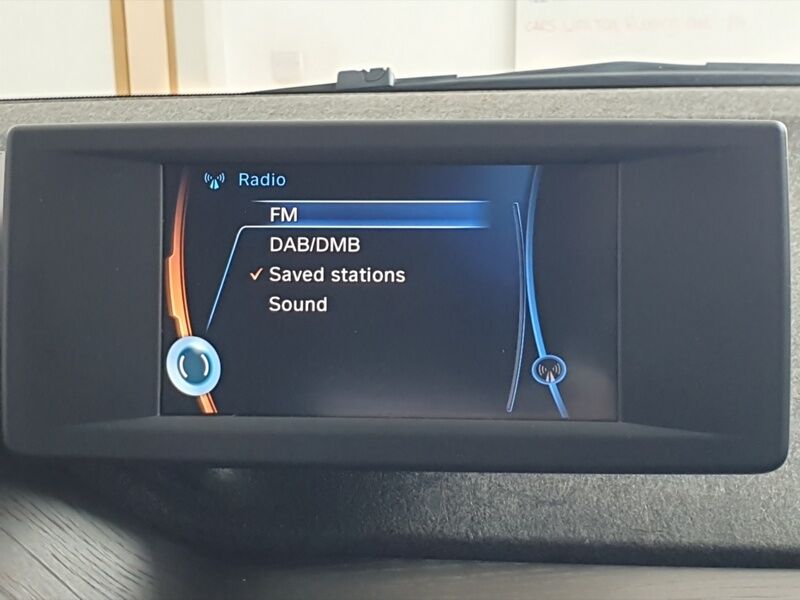 Radio
FM
DAB/DMB
Saved stations
Sound